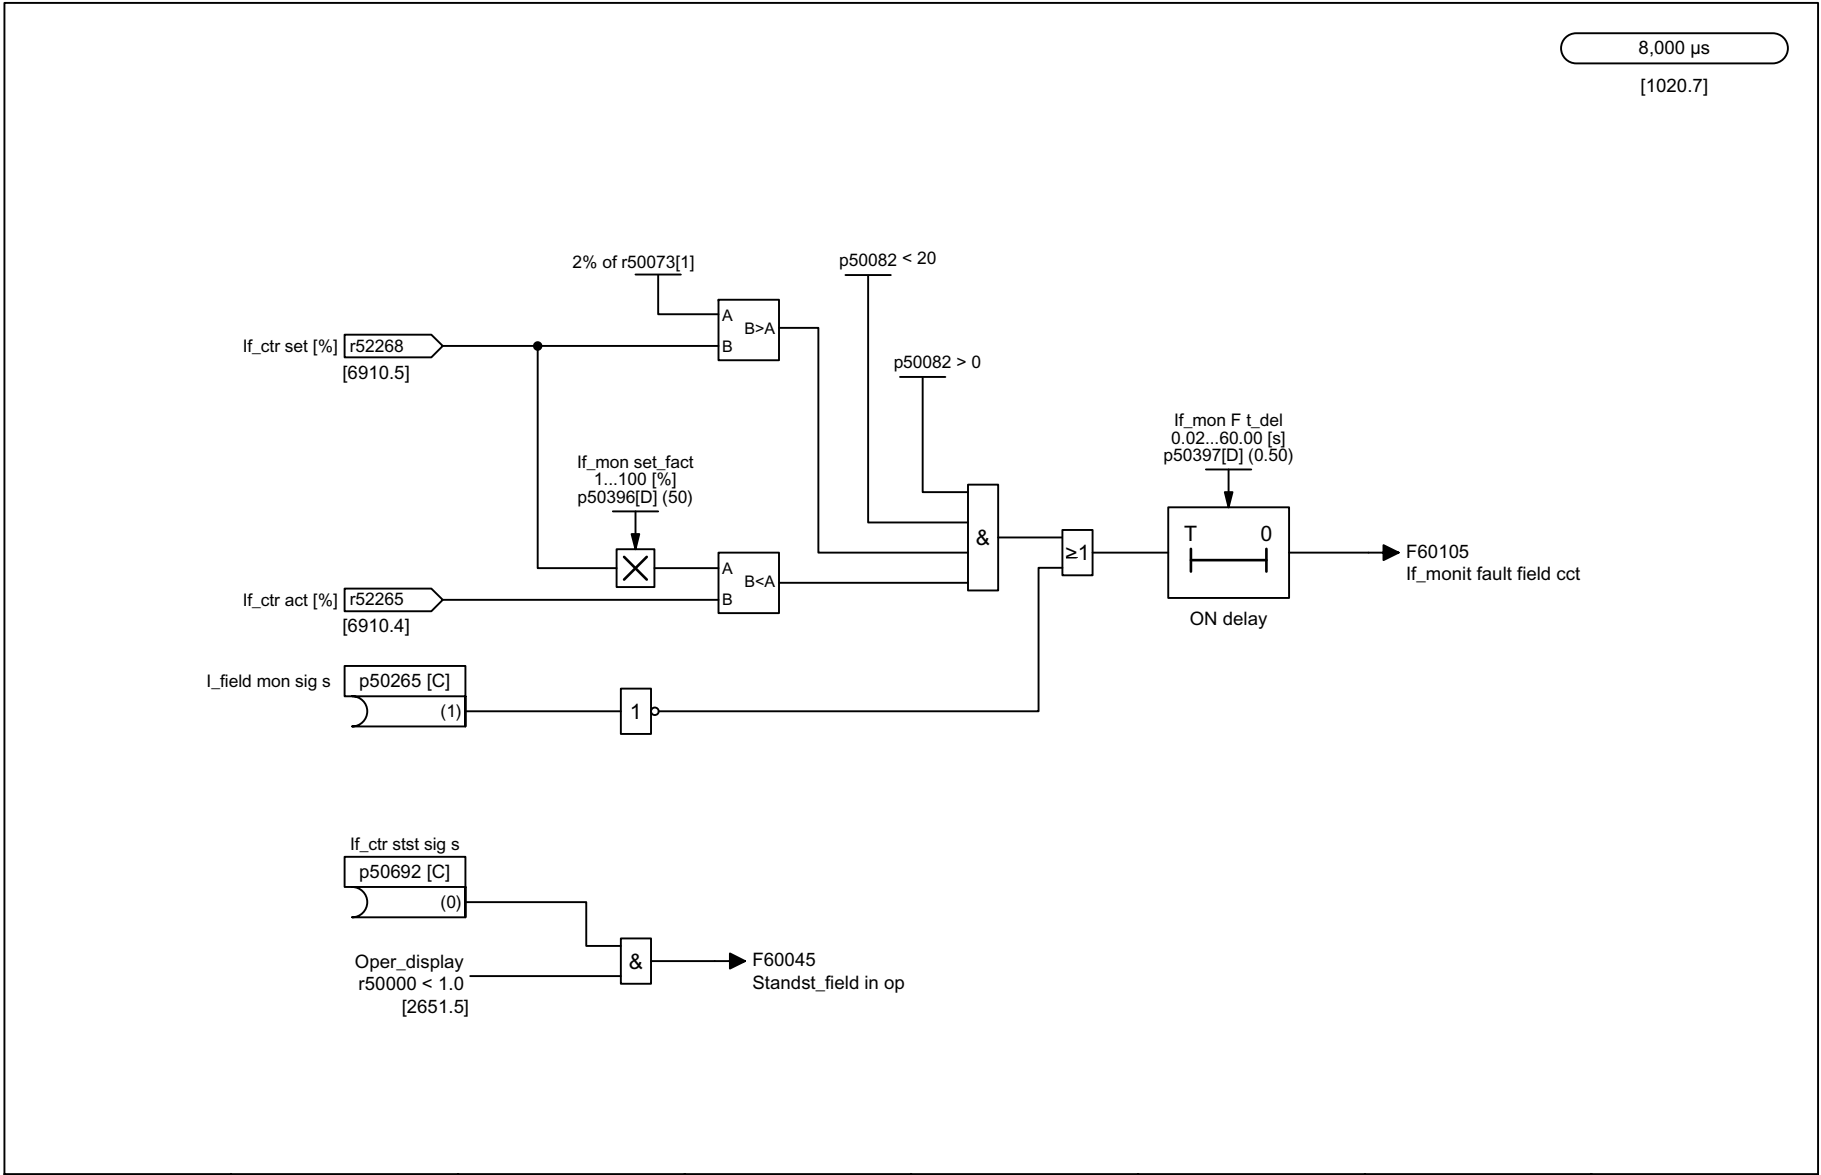 8,000 µs
[1020.7]
2% of r50073[1]
p50082 < 20
A
B>A
B
If_ctr set [%] r52268
[6910.5]
p50082 > 0
If_mon F t_del
0.02...60.00 [s]
p50397[D] (0.50)
If_mon set_fact
1...100 [%]
p50396[D] (50)
T 0
&
≥1
F60105
If_monit fault field cct
A
B<A
B
If_ctr act [%] r52265
[6910.4]
ON delay
I_field mon sig s p50265 [C]
(1)
1
If_ctr stst sig s
p50692 [C]
(0)
Oper_display
r50000 < 1.0
[2651.5]
&
F60045
Standst_field in op